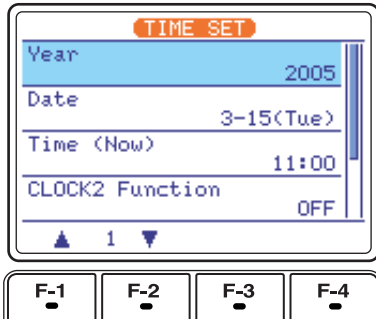 TIME SET
Year
2005
Date
3-15(Tue)
Time (Now)
11:00
CLOCK2 Function
OFF
▲ 1 ▼
F-1 F-2 F-3 F-4